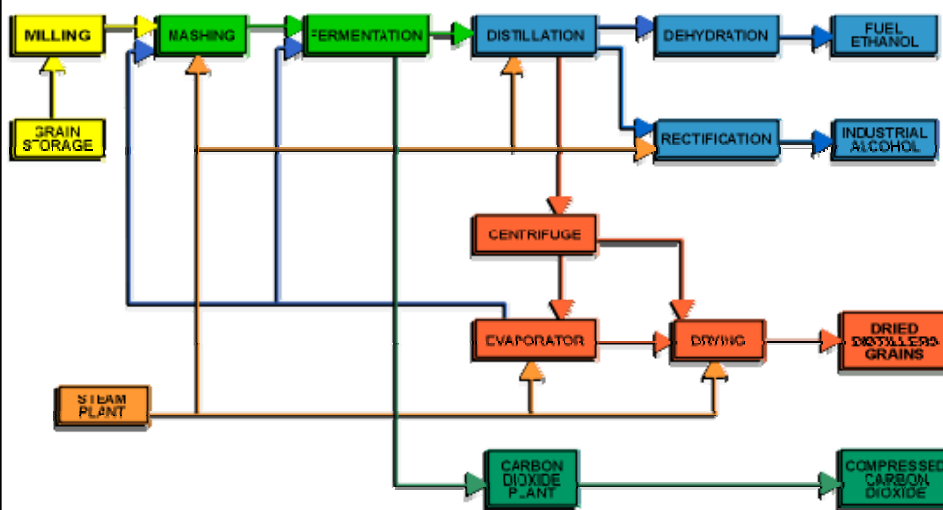 MILLING
MASHING
FERMENTATION
DISTILLATION
DEHYDRATION
FUEL
ETHANOL
GRAIN
STORAGE
RECTIFICATION
INDUSTRIAL
ALCOHOL
CENTRIFUGE
EVAPORATOR
DRYING
DRIED
DISTILLERS
GRAINS
STEAM
PLANT
CARBON
DIOXIDE
PLANT
COMPRESSED
CARBON
DIOXIDE